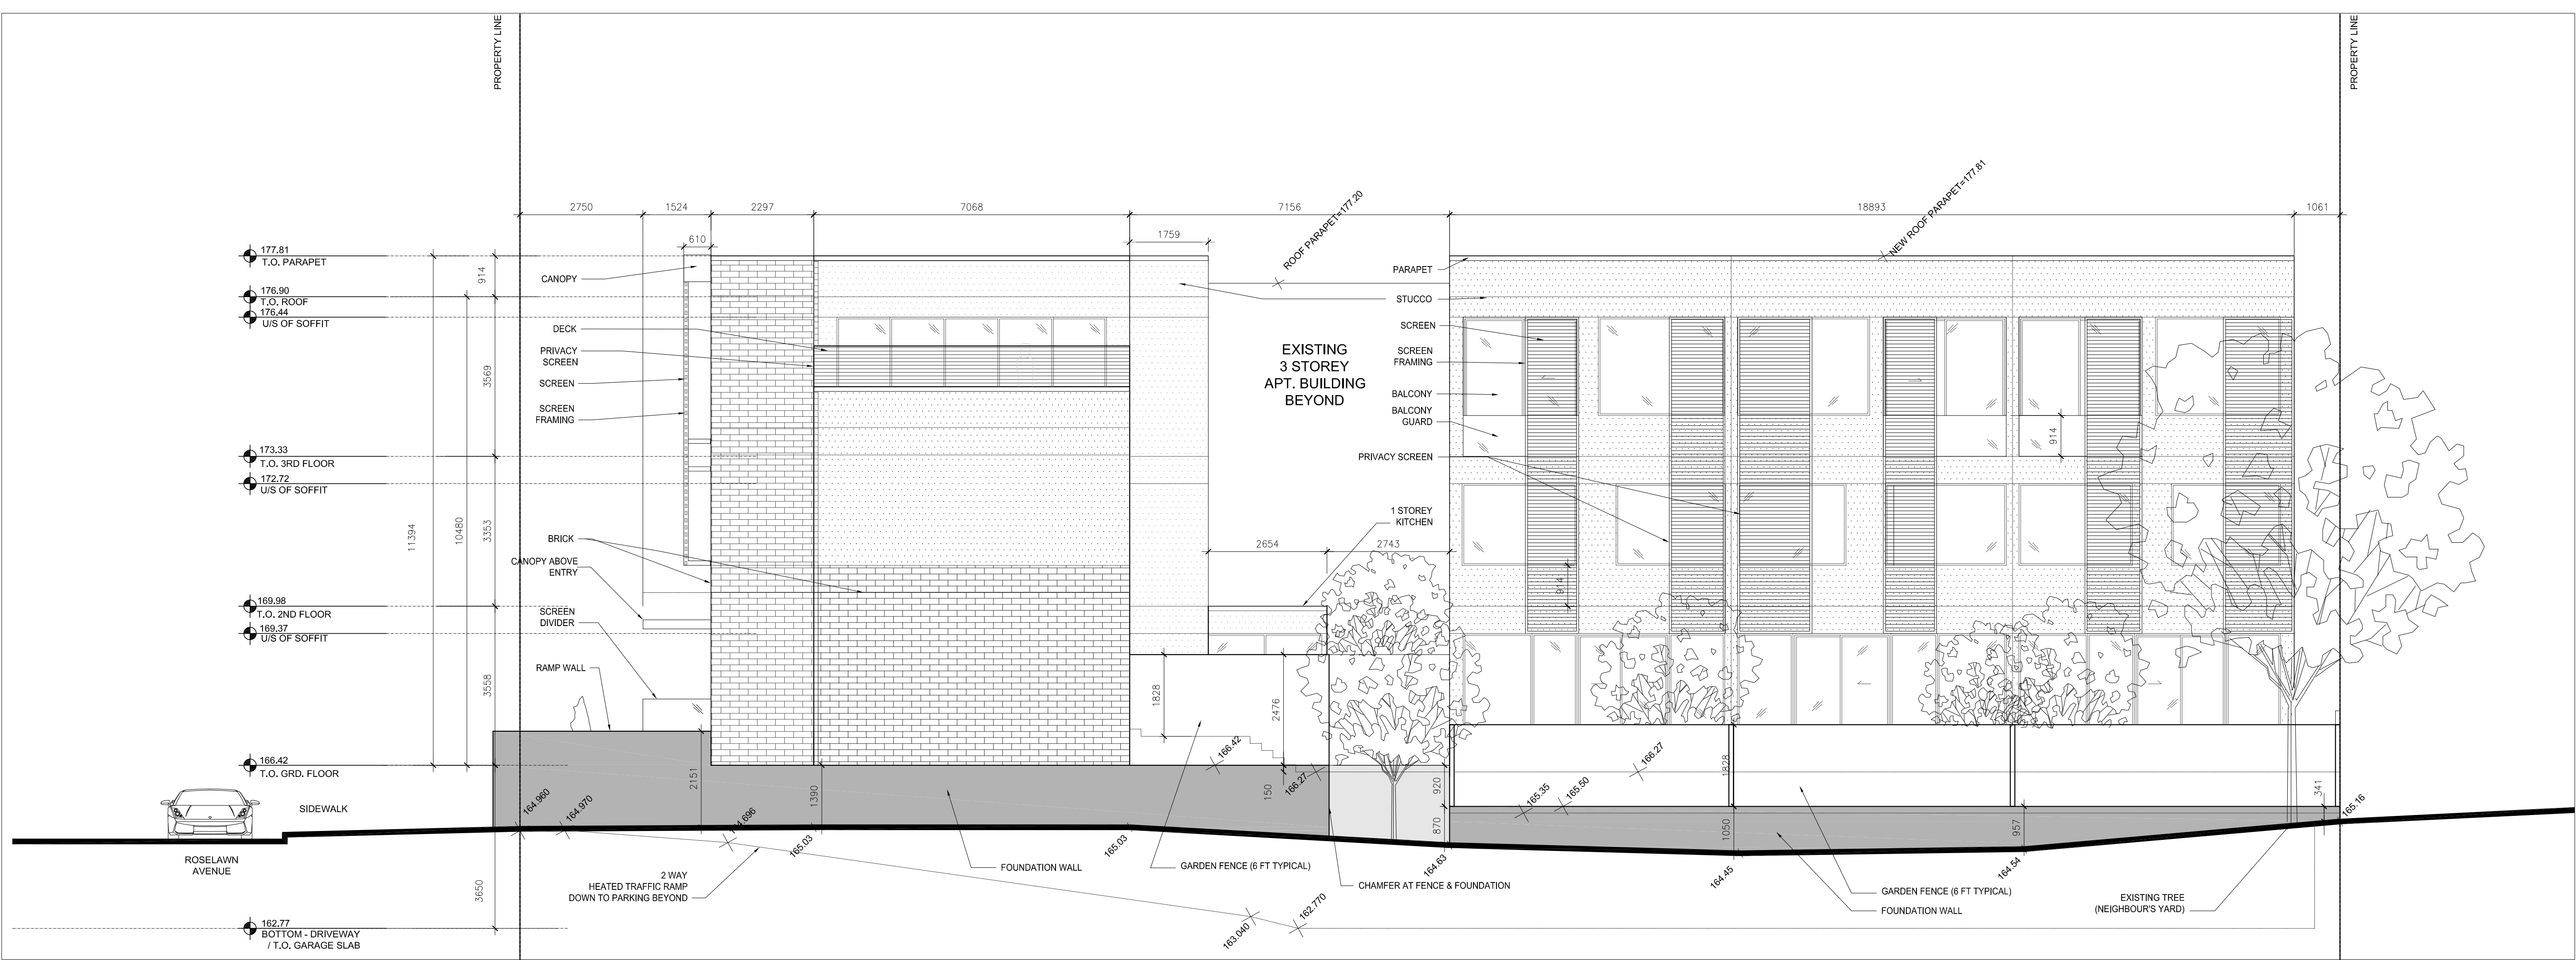 PROPERTY LINE
PROPERTY LINE
2750
1524
2297
7068
7156
18893
1061
610
1759
ROOF PARAPET=177.20
NEW ROOF PARAPET=177.81
177.81
T.O. PARAPET
176.90
T.O. ROOF
176.44
U/S OF SOFFIT
173.33
T.O. 3RD FLOOR
172.72
U/S OF SOFFIT
169.98
T.O. 2ND FLOOR
169.37
U/S OF SOFFIT
166.42
T.O. GRD. FLOOR
162.77
BOTTOM - DRIVEWAY
/ T.O. GARAGE SLAB
914
3569
3353
3558
3650
10480
11394
CANOPY
DECK
PRIVACY
SCREEN
SCREEN
SCREEN
FRAMING
BRICK
CANOPY ABOVE
ENTRY
SCREEN
DIVIDER
RAMP WALL
SIDEWALK
ROSELAWN
AVENUE
EXISTING
3 STOREY
APT. BUILDING
BEYOND
PARAPET
STUCCO
SCREEN
SCREEN
FRAMING
BALCONY
BALCONY
GUARD
PRIVACY SCREEN
1 STOREY
KITCHEN
2654
2743
914
914
1828
2476
2151
1390
150
920
870
1828
1050
957
341
166.42
166.27
166.27
165.35
165.50
165.16
164.960
164.970
165.03
165.03
164.63
164.45
164.54
163.040
162.770
2 WAY
HEATED TRAFFIC RAMP
DOWN TO PARKING BEYOND
FOUNDATION WALL
GARDEN FENCE (6 FT TYPICAL)
CHAMFER AT FENCE & FOUNDATION
GARDEN FENCE (6 FT TYPICAL)
FOUNDATION WALL
EXISTING TREE
(NEIGHBOUR'S YARD)